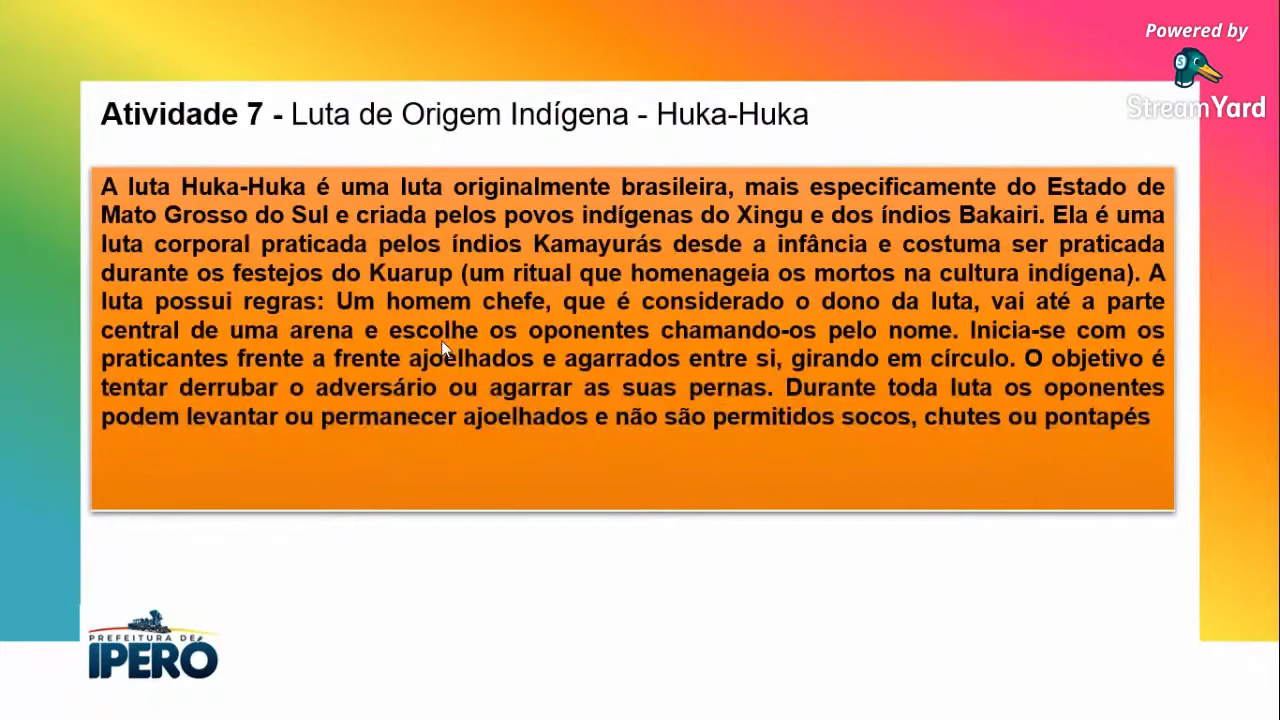 Powered by
StreamYard
Atividade 7 - Luta de Origem Indígena - Huka-Huka
A luta Huka-Huka é uma luta originalmente brasileira, mais especificamente do Estado de
Mato Grosso do Sul e criada pelos povos indígenas do Xingu e dos índios Bakairi. Ela é uma
luta corporal praticada pelos índios Kamayurás desde a infância e costuma ser praticada
durante os festejos do Kuarup (um ritual que homenageia os mortos na cultura indígena). A
luta possui regras: Um homem chefe, que é considerado o dono da luta, vai até a parte
central de uma arena e escolhe os oponentes chamando-os pelo nome. Inicia-se com os
praticantes frente a frente ajoelhados e agarrados entre si, girando em círculo. O objetivo é
tentar derrubar o adversário ou agarrar as suas pernas. Durante toda luta os oponentes
podem levantar ou permanecer ajoelhados e não são permitidos socos, chutes ou pontapés
PREFEITURA DE
IPERÓ